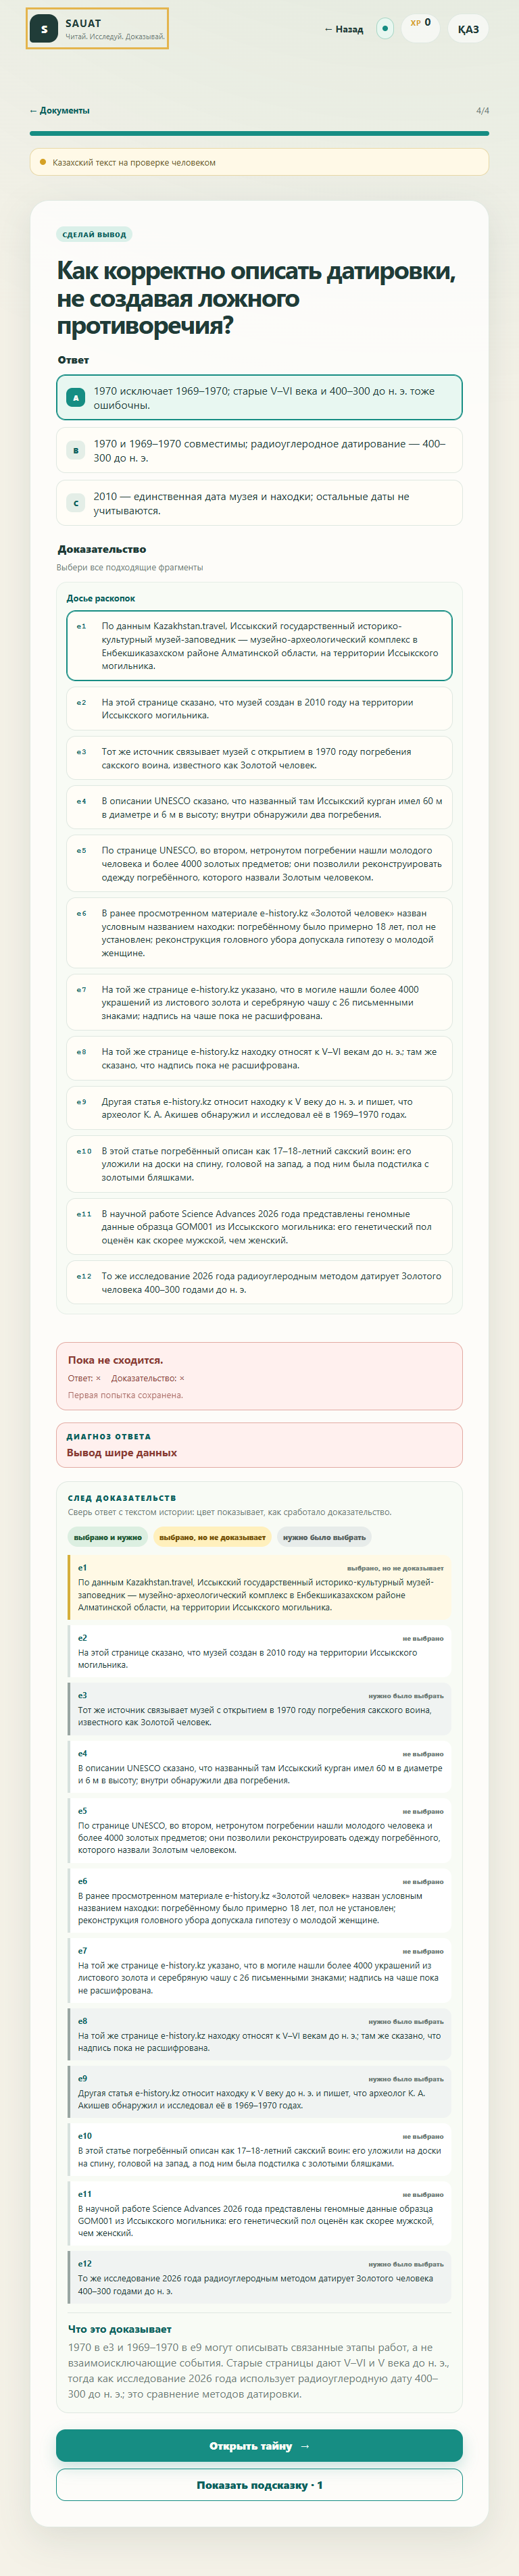 S
SAUAT
Читай. Исследуй. Доказывай.
← Назад
XP 0
ҚАЗ
← Документы
4/4
Казахский текст на проверке человеком
СДЕЛАЙ ВЫВОД
Как корректно описать датировки,
не создавая ложного
противоречия?
Ответ
A
1970 исключает 1969–1970; старые V–VI века и 400–300 до н. э. тоже
ошибочны.
B
1970 и 1969–1970 совместимы; радиоуглеродное датирование — 400–
300 до н. э.
C
2010 — единственная дата музея и находки; остальные даты не
учитываются.
Доказательство
Выбери все подходящие фрагменты
Досье раскопок
e1
По данным Kazakhstan.travel, Иссыкский государственный историко-
культурный музей-заповедник — музейно-археологический комплекс в
Енбекшиказахском районе Алматинской области, на территории Иссыкского
могильника.
e2
На этой странице сказано, что музей создан в 2010 году на территории
Иссыкского могильника.
e3
Тот же источник связывает музей с открытием в 1970 году погребения
сакского воина, известного как Золотой человек.
e4
В описании UNESCO сказано, что названный там Иссыкский курган имел 60 м
в диаметре и 6 м в высоту; внутри обнаружили два погребения.
e5
По странице UNESCO, во втором, нетронутом погребении нашли молодого
человека и более 4000 золотых предметов; они позволили реконструировать
одежду погребённого, которого назвали Золотым человеком.
e6
В ранее просмотренном материале e-history.kz «Золотой человек» назван
условным названием находки: погребённому было примерно 18 лет, пол не
установлен; реконструкция головного убора допускала гипотезу о молодой
женщине.
e7
На той же странице e-history.kz указано, что в могиле нашли более 4000
украшений из листового золота и серебряную чашу с 26 письменными
знаками; надпись на чаше пока не расшифрована.
e8
На той же странице e-history.kz находку относят к V–VI векам до н. э.; там же
сказано, что надпись пока не расшифрована.
e9
Другая статья e-history.kz относит находку к V веку до н. э. и пишет, что
археолог К. А. Акишев обнаружил и исследовал её в 1969–1970 годах.
e10
В этой статье погребённый описан как 17–18-летний сакский воин: его
уложили на доски на спину, головой на запад, а под ним была подстилка с
золотыми бляшками.
e11
В научной работе Science Advances 2026 года представлены геномные
данные образца GOM001 из Иссыкского могильника: его генетический пол
оценён как скорее мужской, чем женский.
e12
То же исследование 2026 года радиоуглеродным методом датирует Золотого
человека 400–300 годами до н. э.
Пока не сходится.
Ответ: × Доказательство: ×
Первая попытка сохранена.
ДИАГНОЗ ОТВЕТА
Вывод шире данных
СЛЕД ДОКАЗАТЕЛЬСТВ
Сверь ответ с текстом истории: цвет показывает, как сработало доказательство.
выбрано и нужно
выбрано, но не доказывает
нужно было выбрать
e1
выбрано, но не доказывает
По данным Kazakhstan.travel, Иссыкский государственный историко-культурный музей-
заповедник — музейно-археологический комплекс в Енбекшиказахском районе
Алматинской области, на территории Иссыкского могильника.
e2
не выбрано
На этой странице сказано, что музей создан в 2010 году на территории Иссыкского
могильника.
e3
нужно было выбрать
Тот же источник связывает музей с открытием в 1970 году погребения сакского воина,
известного как Золотой человек.
e4
не выбрано
В описании UNESCO сказано, что названный там Иссыкский курган имел 60 м в диаметре
и 6 м в высоту; внутри обнаружили два погребения.
e5
не выбрано
По странице UNESCO, во втором, нетронутом погребении нашли молодого человека и
более 4000 золотых предметов; они позволили реконструировать одежду погребённого,
которого назвали Золотым человеком.
e6
не выбрано
В ранее просмотренном материале e-history.kz «Золотой человек» назван условным
названием находки: погребённому было примерно 18 лет, пол не установлен;
реконструкция головного убора допускала гипотезу о молодой женщине.
e7
не выбрано
На той же странице e-history.kz указано, что в могиле нашли более 4000 украшений из
листового золота и серебряную чашу с 26 письменными знаками; надпись на чаше пока
не расшифрована.
e8
нужно было выбрать
На той же странице e-history.kz находку относят к V–VI векам до н. э.; там же сказано, что
надпись пока не расшифрована.
e9
нужно было выбрать
Другая статья e-history.kz относит находку к V веку до н. э. и пишет, что археолог К. А.
Акишев обнаружил и исследовал её в 1969–1970 годах.
e10
не выбрано
В этой статье погребённый описан как 17–18-летний сакский воин: его уложили на доски
на спину, головой на запад, а под ним была подстилка с золотыми бляшками.
e11
не выбрано
В научной работе Science Advances 2026 года представлены геномные данные образца
GOM001 из Иссыкского могильника: его генетический пол оценён как скорее мужской,
чем женский.
e12
нужно было выбрать
То же исследование 2026 года радиоуглеродным методом датирует Золотого человека
400–300 годами до н. э.
Что это доказывает
1970 в e3 и 1969–1970 в e9 могут описывать связанные этапы работ, а не
взаимоисключающие события. Старые страницы дают V–VI и V века до н. э.,
тогда как исследование 2026 года использует радиоуглеродную дату 400–
300 до н. э.; это сравнение методов датировки.
Открыть тайну →
Показать подсказку · 1